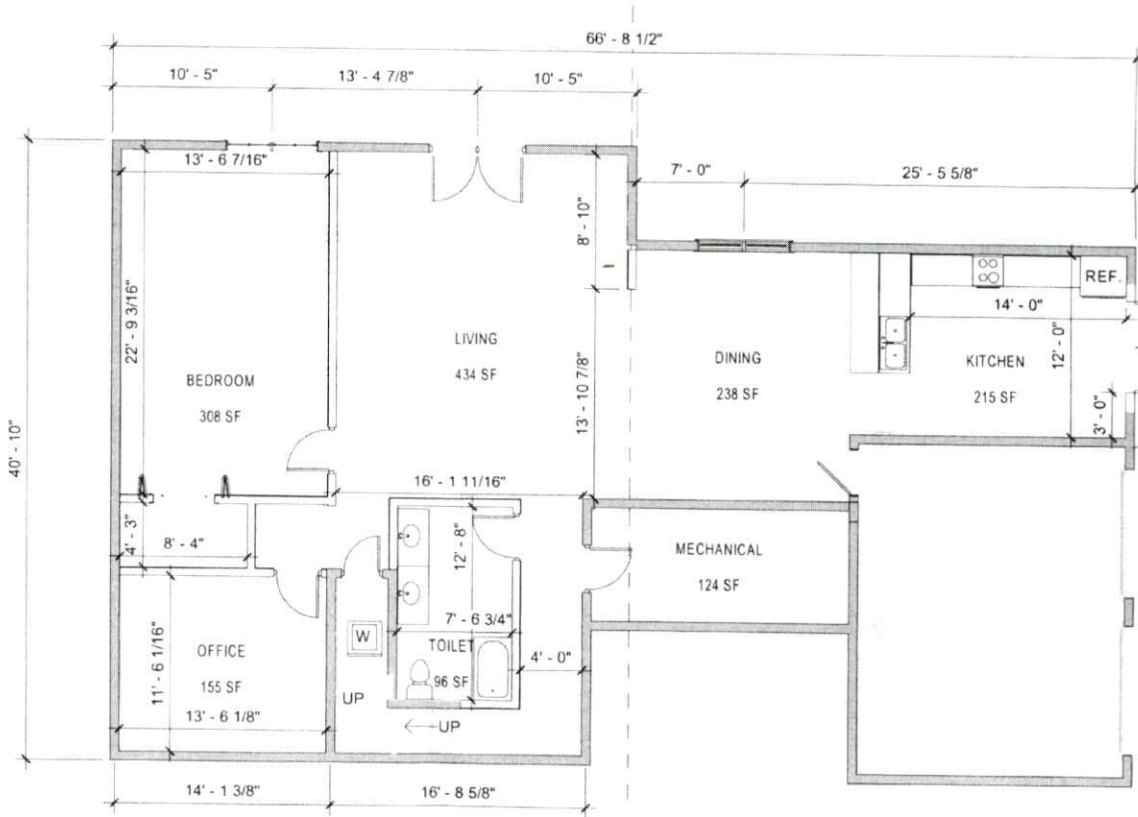 66' - 8 1/2"
10' - 5"
13' - 4 7/8"
10' - 5"
13' - 6 7/16"
7' - 0"
25' - 5 5/8"
8' - 10"
REF.
14' - 0"
22' - 9 3/16"
LIVING
434 SF
DINING
238 SF
KITCHEN
215 SF
12' - 0"
3' - 0"
BEDROOM
308 SF
13' - 10 7/8"
40' - 10"
16' - 1 11/16"
4' - 3"
8' - 4"
12' - 8"
MECHANICAL
124 SF
W
7' - 6 3/4"
TOILET
96 SF
4' - 0"
OFFICE
155 SF
11' - 6 1/16"
13' - 6 1/8"
UP
UP
14' - 1 3/8"
16' - 8 5/8"